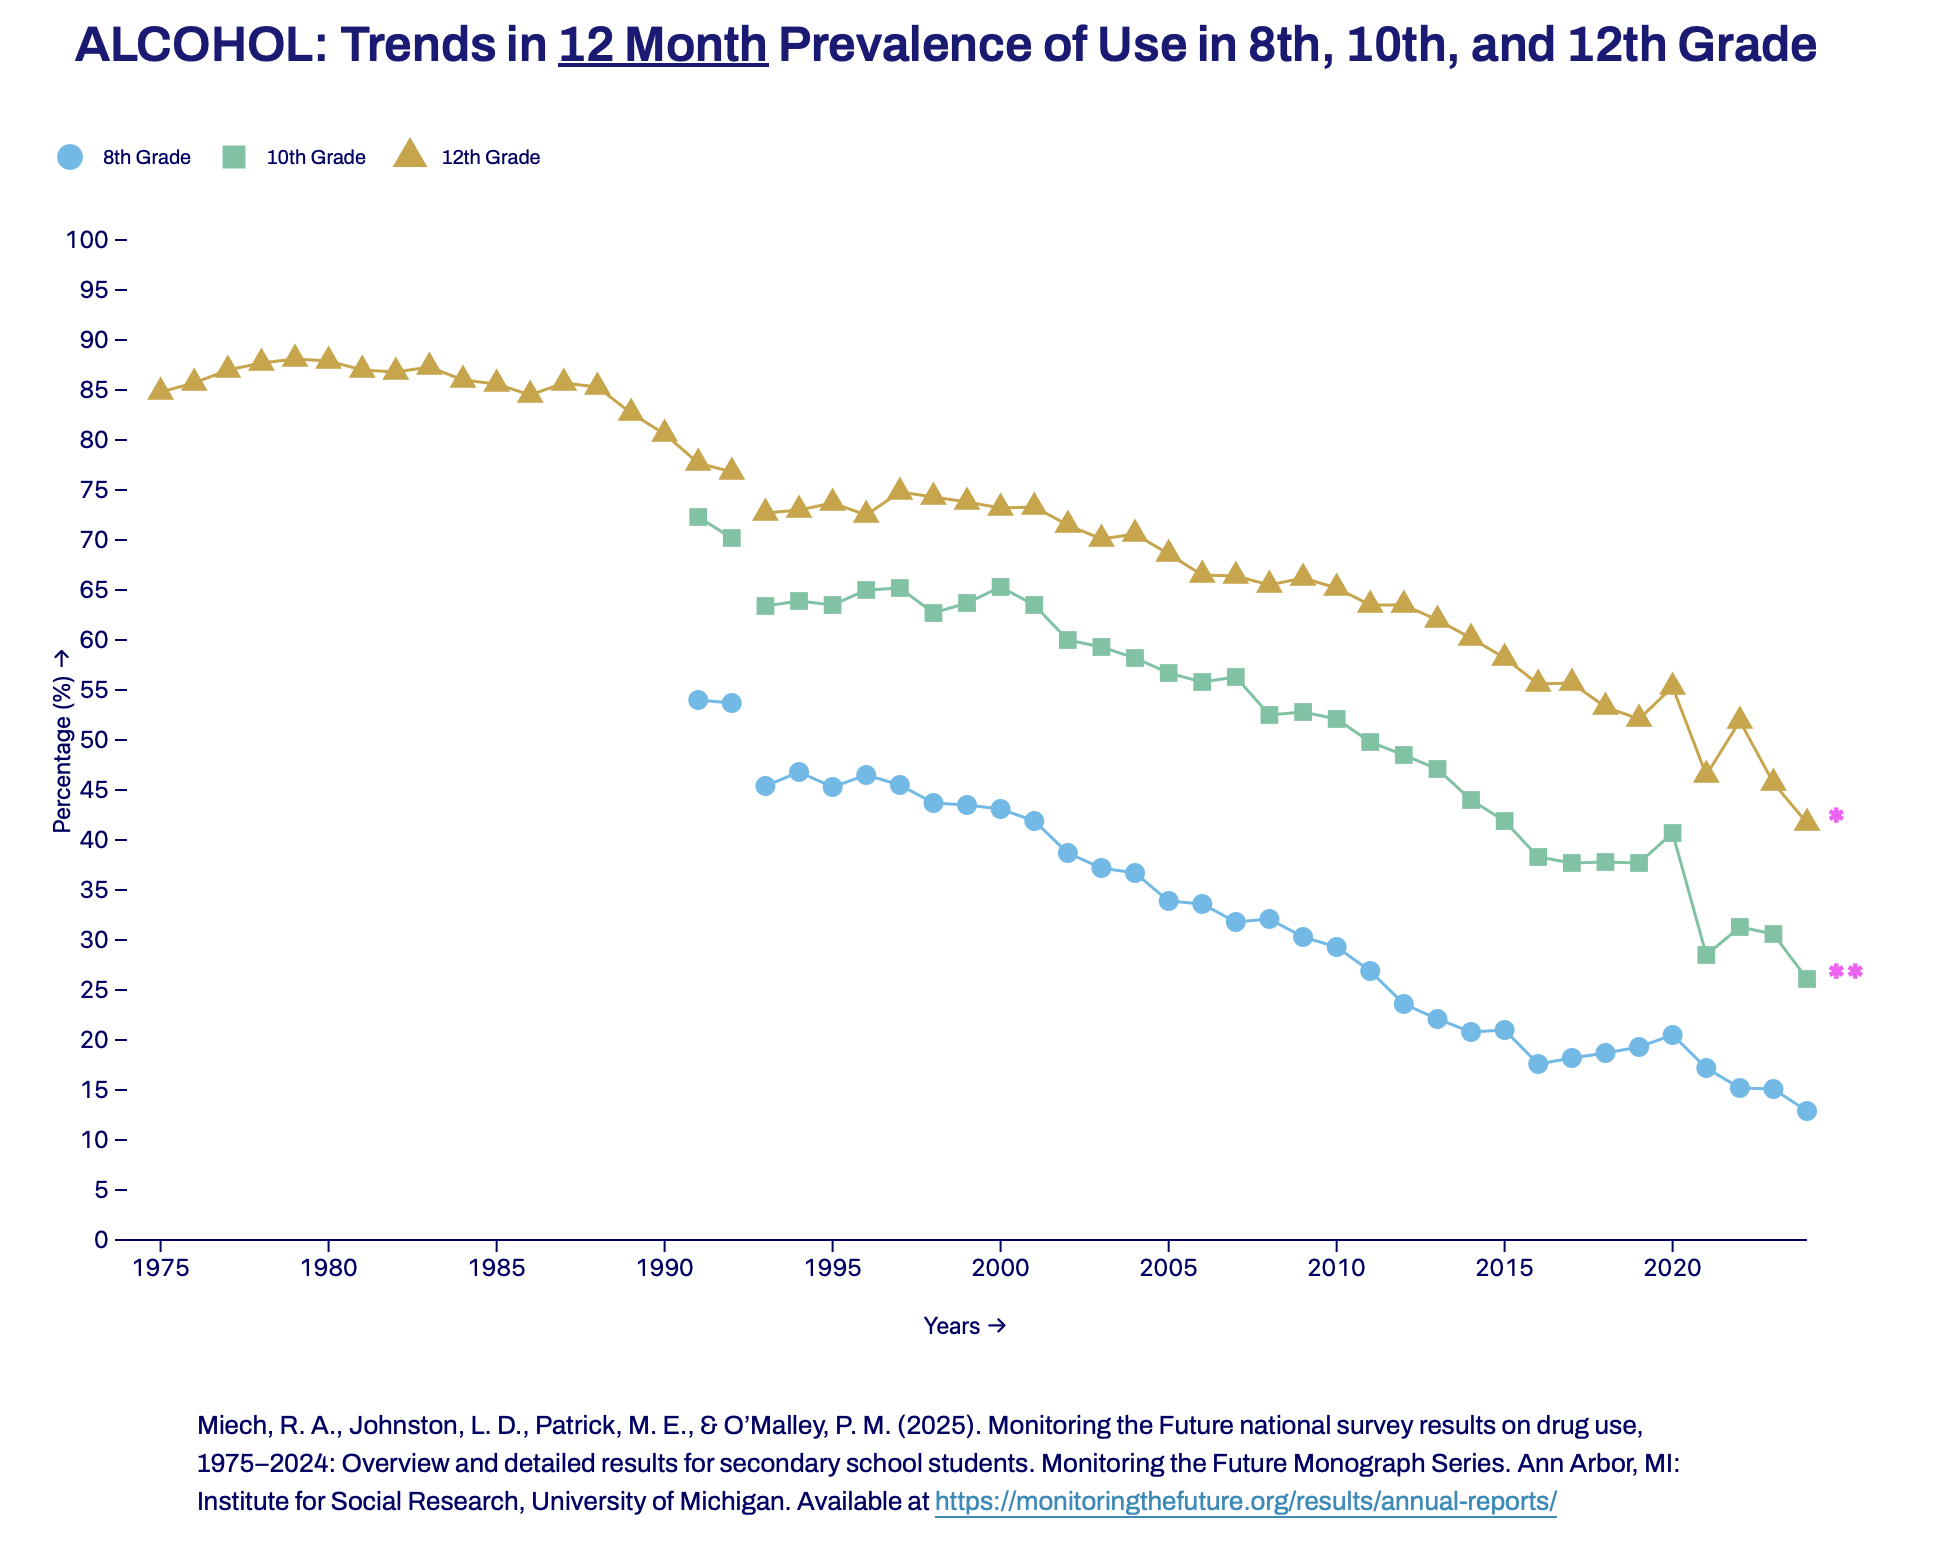 ALCOHOL: Trends in 12 Month Prevalence of Use in 8th, 10th, and 12th Grade
8th Grade 10th Grade 12th Grade
100
95
90
85
80
75
70
65
60
55
50
45
40
35
30
25
20
15
10
5
0
Percentage (%) →
1975 1980 1985 1990 1995 2000 2005 2010 2015 2020
Years →
*
**
Miech, R. A., Johnston, L. D., Patrick, M. E., & O’Malley, P. M. (2025). Monitoring the Future national survey results on drug use,
1975–2024: Overview and detailed results for secondary school students. Monitoring the Future Monograph Series. Ann Arbor, MI:
Institute for Social Research, University of Michigan. Available at https://monitoringthefuture.org/results/annual-reports/